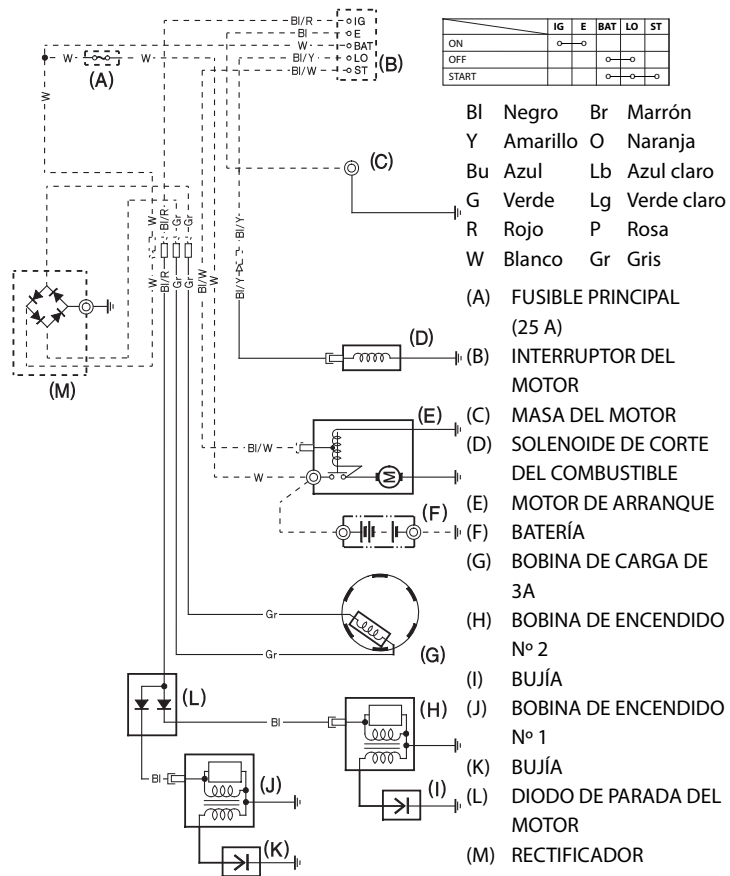 Bl/R
IG
Bl
E
W
BAT
Bl/Y
LO
Bl/W
ST
(B)
W
W
(A)
W
IG E BAT LO ST
ON
OFF
START
(C)
W
Bl/R
Gr
Gr
Bl/Y
W
Bl/R
Gr
Gr
Bl/W
W
Bl/Y
(M)
(D)
(E)
Bl/W
W
M
(F)
Gr
Gr
(G)
(L)
Bl
(H)
Bl
(J)
(I)
(K)
Bl Negro Br Marrón
Y Amarillo O Naranja
Bu Azul Lb Azul claro
G Verde Lg Verde claro
R Rojo P Rosa
W Blanco Gr Gris
(A) FUSIBLE PRINCIPAL
(25 A)
(B) INTERRUPTOR DEL
MOTOR
(C) MASA DEL MOTOR
(D) SOLENOIDE DE CORTE
DEL COMBUSTIBLE
(E) MOTOR DE ARRANQUE
(F) BATERÍA
(G) BOBINA DE CARGA DE
3A
(H) BOBINA DE ENCENDIDO
Nº 2
(I) BUJÍA
(J) BOBINA DE ENCENDIDO
Nº 1
(K) BUJÍA
(L) DIODO DE PARADA DEL
MOTOR
(M) RECTIFICADOR